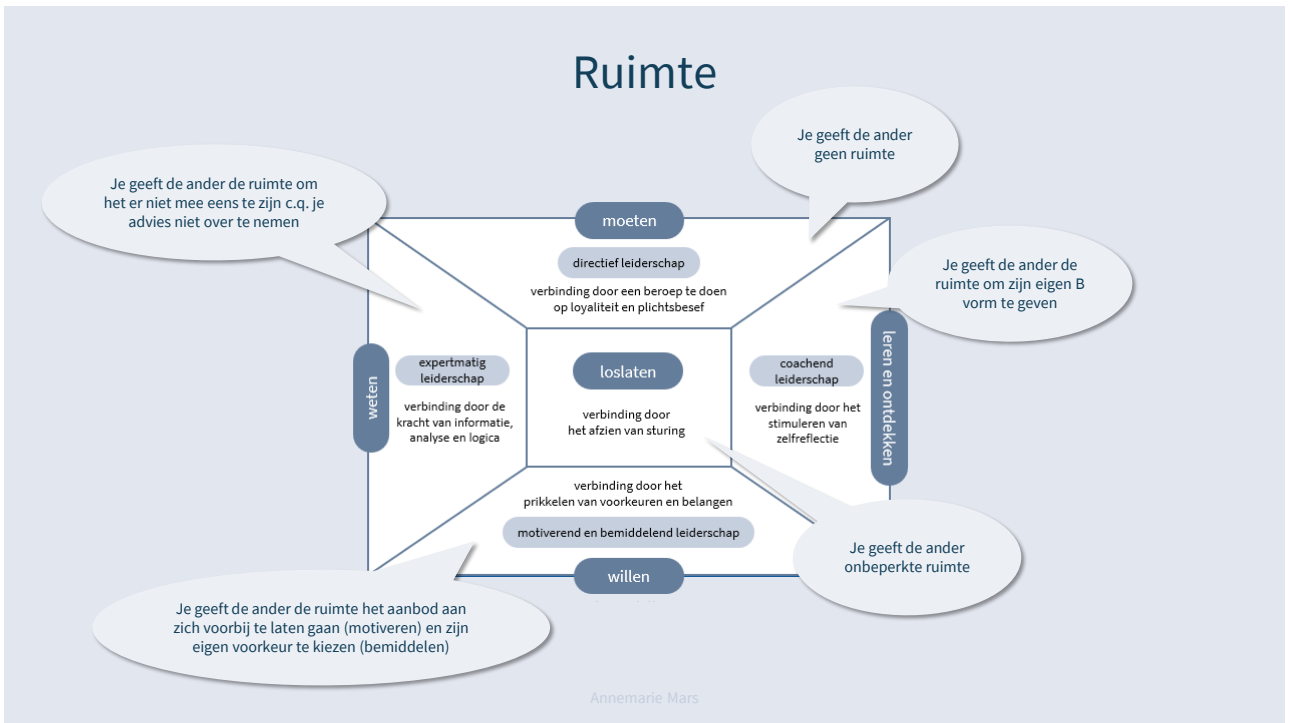 Ruimte
Je geeft de ander
geen ruimte
Je geeft de ander de ruimte om
het er niet mee eens te zijn c.q. je
advies niet over te nemen
moeten
directief leiderschap
verbinding door een beroep te doen
op loyaliteit en plichtsbesef
Je geeft de ander de
ruimte om zijn eigen B
vorm te geven
weten
expertmatig
leiderschap
verbinding door de
kracht van informatie,
analyse en logica
loslaten
verbinding door
het afzien van sturing
coachend
leiderschap
verbinding door het
stimuleren van
zelfreflectie
leren en ontdekken
verbinding door het
prikkelen van voorkeuren en belangen
motiverend en bemiddelend leiderschap
willen
Je geeft de ander
onbeperkte ruimte
Je geeft de ander de ruimte het aanbod aan
zich voorbij te laten gaan (motiveren) en zijn
eigen voorkeur te kiezen (bemiddelen)
Annemarie Mars